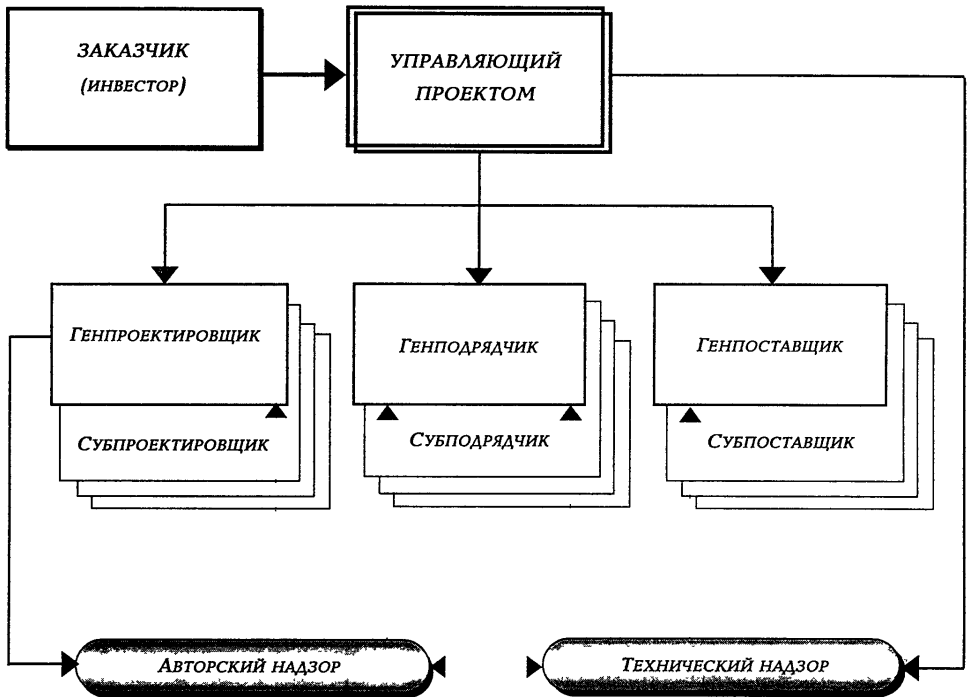 ЗАКАЗЧИК
(ИНВЕСТОР)
УПРАВЛЯЮЩИЙ
ПРОЕКТОМ
ГЕНПРОЕКТИРОВЩИК
ГЕНПОДРЯДЧИК
ГЕНПОСТАВЩИК
СУБПРОЕКТИРОВЩИК
СУБПОДРЯДЧИК
СУБПОСТАВЩИК
АВТОРСКИЙ НАДЗОР
ТЕХНИЧЕСКИЙ НАДЗОР